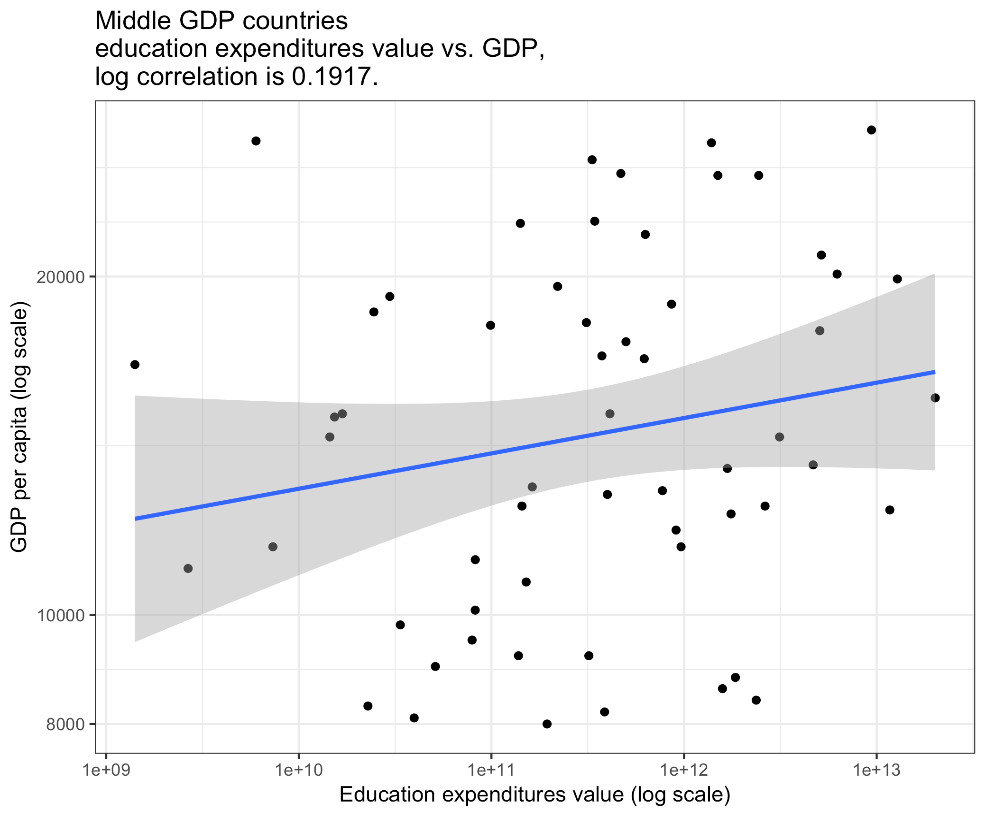 Middle GDP countries
education expenditures value vs. GDP,
log correlation is 0.1917.
GDP per capita (log scale)
20000
10000
8000
1e+09 1e+10 1e+11 1e+12 1e+13
Education expenditures value (log scale)